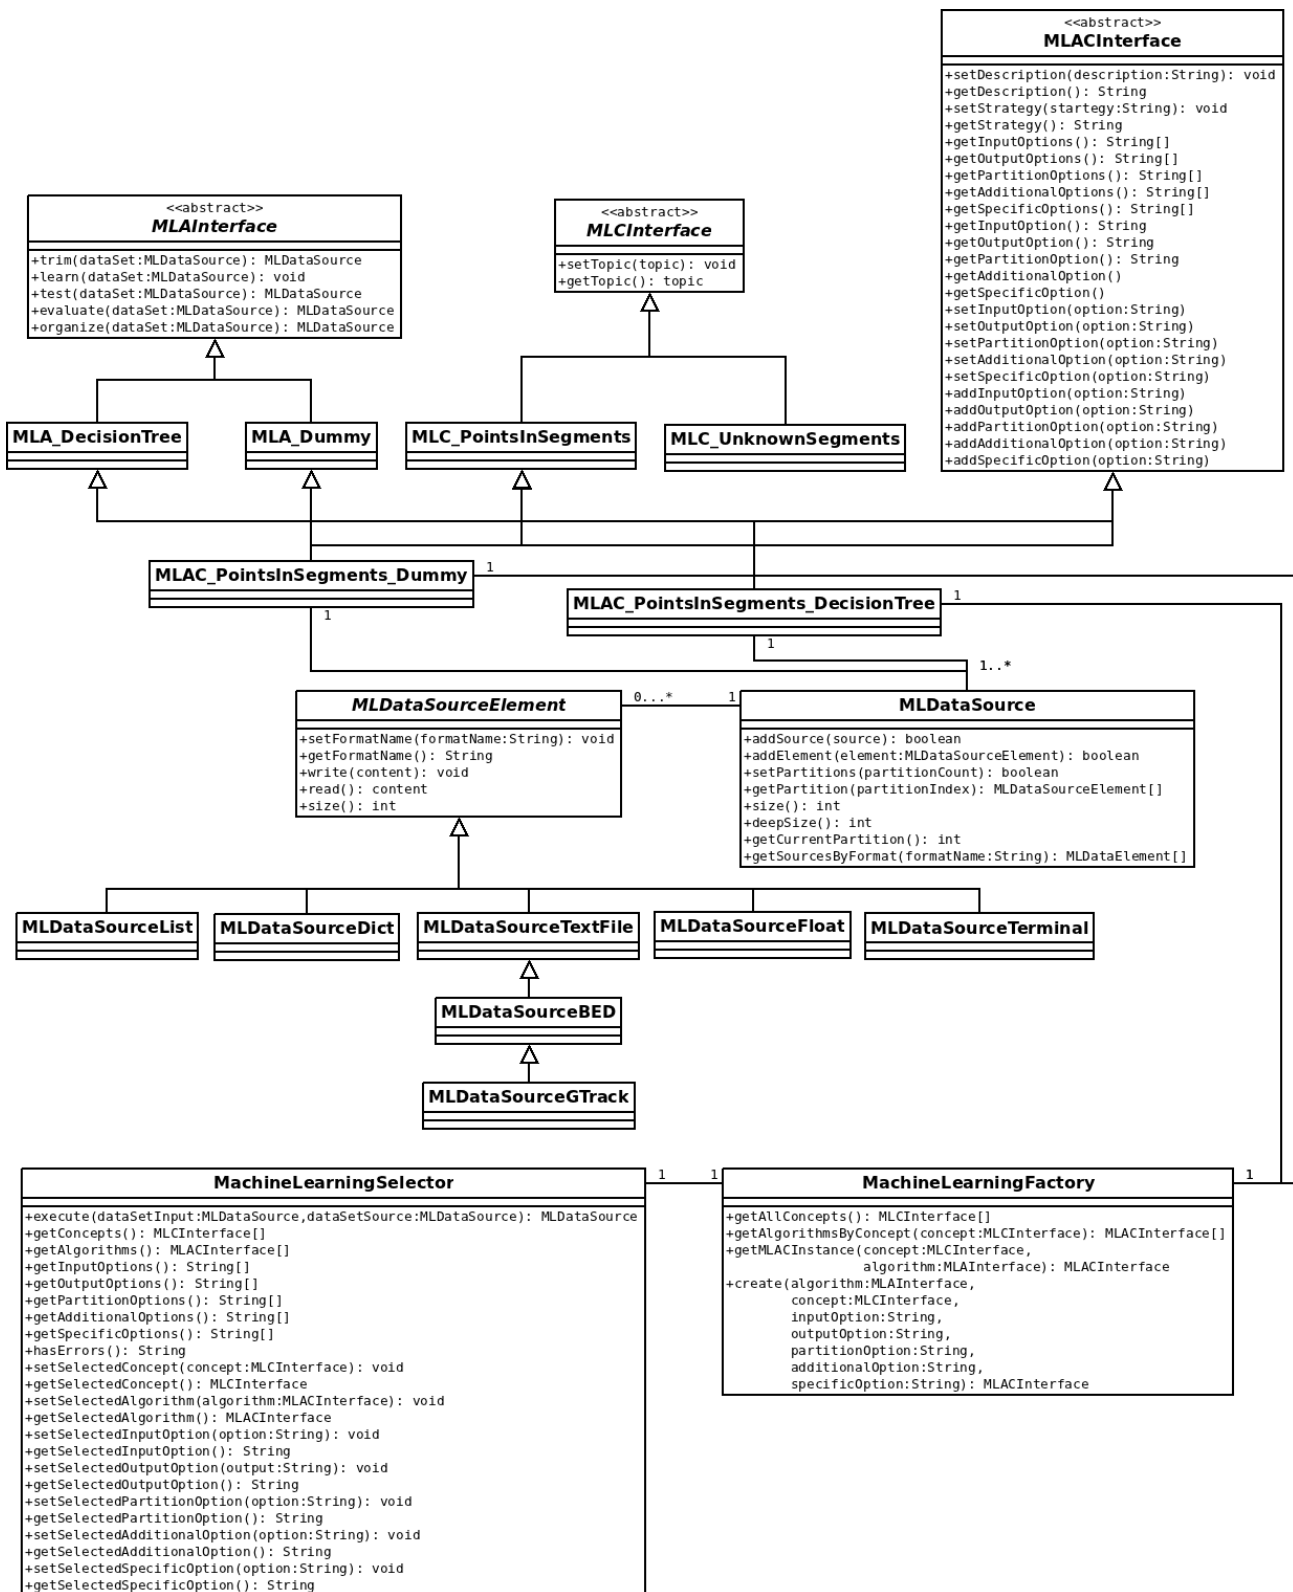 <<abstract>>
MLACInterface
+setDescription(description:String): void
+getDescription(): String
+setStrategy(startegy:String): void
+getStrategy(): String
+getInputOptions(): String[]
+getOutputOptions(): String[]
+getPartitionOptions(): String[]
+getAdditionalOptions(): String[]
+getSpecificOptions(): String[]
+getInputOption(): String
+getOutputOption(): String
+getPartitionOption(): String
+getAdditionalOption()
+getSpecificOption()
+setInputOption(option:String)
+setOutputOption(option:String)
+setPartitionOption(option:String)
+setAdditionalOption(option:String)
+setSpecificOption(option:String)
+addInputOption(option:String)
+addOutputOption(option:String)
+addPartitionOption(option:String)
+addAdditionalOption(option:String)
+addSpecificOption(option:String)
<<abstract>>
MLAInterface
+trim(dataSet:MLDataSource): MLDataSource
+learn(dataSet:MLDataSource): void
+test(dataSet:MLDataSource): MLDataSource
+evaluate(dataSet:MLDataSource): MLDataSource
+organize(dataSet:MLDataSource): MLDataSource
<<abstract>>
MLCInterface
+setTopic(topic): void
+getTopic(): topic
MLA_DecisionTree
MLA_Dummy
MLC_PointsInSegments
MLC_UnknownSegments
MLAC_PointsInSegments_Dummy
1
1
MLAC_PointsInSegments_DecisionTree
1
1
1..*
MLDataSourceElement
+setFormatName(formatName:String): void
+getFormatName(): String
+write(content): void
+read(): content
+size(): int
0...*
1
MLDataSource
+addSource(source): boolean
+addElement(element:MLDataSourceElement): boolean
+setPartitions(partitionCount): boolean
+getPartition(partitionIndex): MLDataSourceElement[]
+size(): int
+deepSize(): int
+getCurrentPartition(): int
+getSourcesByFormat(formatName:String): MLDataElement[]
MLDataSourceList
MLDataSourceDict
MLDataSourceTextFile
MLDataSourceFloat
MLDataSourceTerminal
MLDataSourceBED
MLDataSourceGTrack
MachineLearningSelector
+execute(dataSetInput:MLDataSource,dataSetSource:MLDataSource): MLDataSource
+getConcepts(): MLCInterface[]
+getAlgorithms(): MLACInterface[]
+getInputOptions(): String[]
+getOutputOptions(): String[]
+getPartitionOptions(): String[]
+getAdditionalOptions(): String[]
+getSpecificOptions(): String[]
+hasErrors(): String
+setSelectedConcept(concept:MLCInterface): void
+getSelectedConcept(): MLCInterface
+setSelectedAlgorithm(algorithm:MLACInterface): void
+getSelectedAlgorithm(): MLACInterface
+setSelectedInputOption(option:String): void
+getSelectedInputOption(): String
+setSelectedOutputOption(output:String): void
+getSelectedOutputOption(): String
+setSelectedPartitionOption(option:String): void
+getSelectedPartitionOption(): String
+setSelectedAdditionalOption(option:String): void
+getSelectedAdditionalOption(): String
+setSelectedSpecificOption(option:String): void
+getSelectedSpecificOption(): String
1
1
MachineLearningFactory
1
+getAllConcepts(): MLCInterface[]
+getAlgorithmsByConcept(concept:MLCInterface): MLACInterface[]
+getMLACInstance(concept:MLCInterface,
algorithm:MLAInterface): MLACInterface
+create(algorithm:MLAInterface,
concept:MLCInterface,
inputOption:String,
outputOption:String,
partitionOption:String,
additionalOption:String,
specificOption:String): MLACInterface